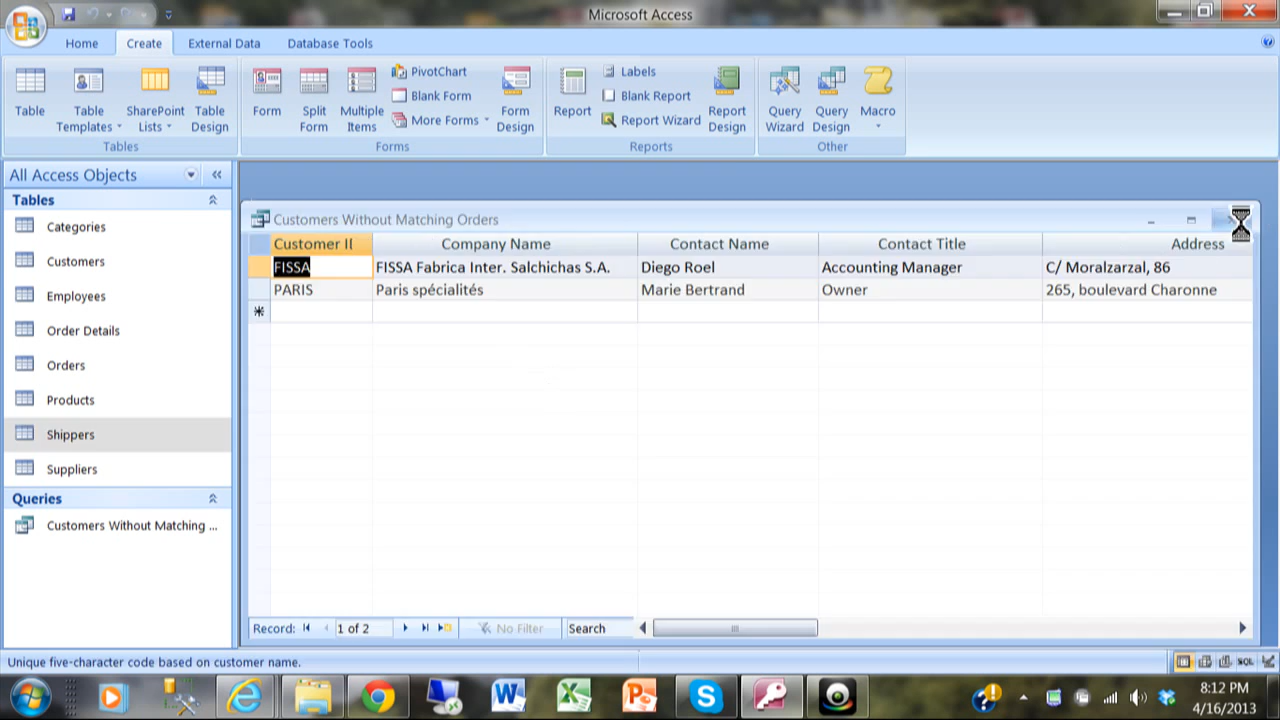 Microsoft Access
Home Create External Data Database Tools
Table
Table Templates
SharePoint Lists
Table Design
Tables
Form
Split Form
Multiple Items
PivotChart
Blank Form
More Forms
Form Design
Forms
Report
Labels
Blank Report
Report Wizard
Report Design
Reports
Query Wizard
Query Design
Macro
Other
All Access Objects
Tables
Categories
Customers
Employees
Order Details
Orders
Products
Shippers
Suppliers
Queries
Customers Without Matching ...
Customers Without Matching Orders
Customer II Company Name Contact Name Contact Title Address
FISSA FISSA Fabrica Inter. Salchichas S.A. Diego Roel Accounting Manager C/ Moralzarzal, 86
PARIS Paris spécialités Marie Bertrand Owner 265, boulevard Charonne
Record: 1 of 2 No Filter Search
Unique five-character code based on customer name.
SQL
8:12 PM
4/16/2013